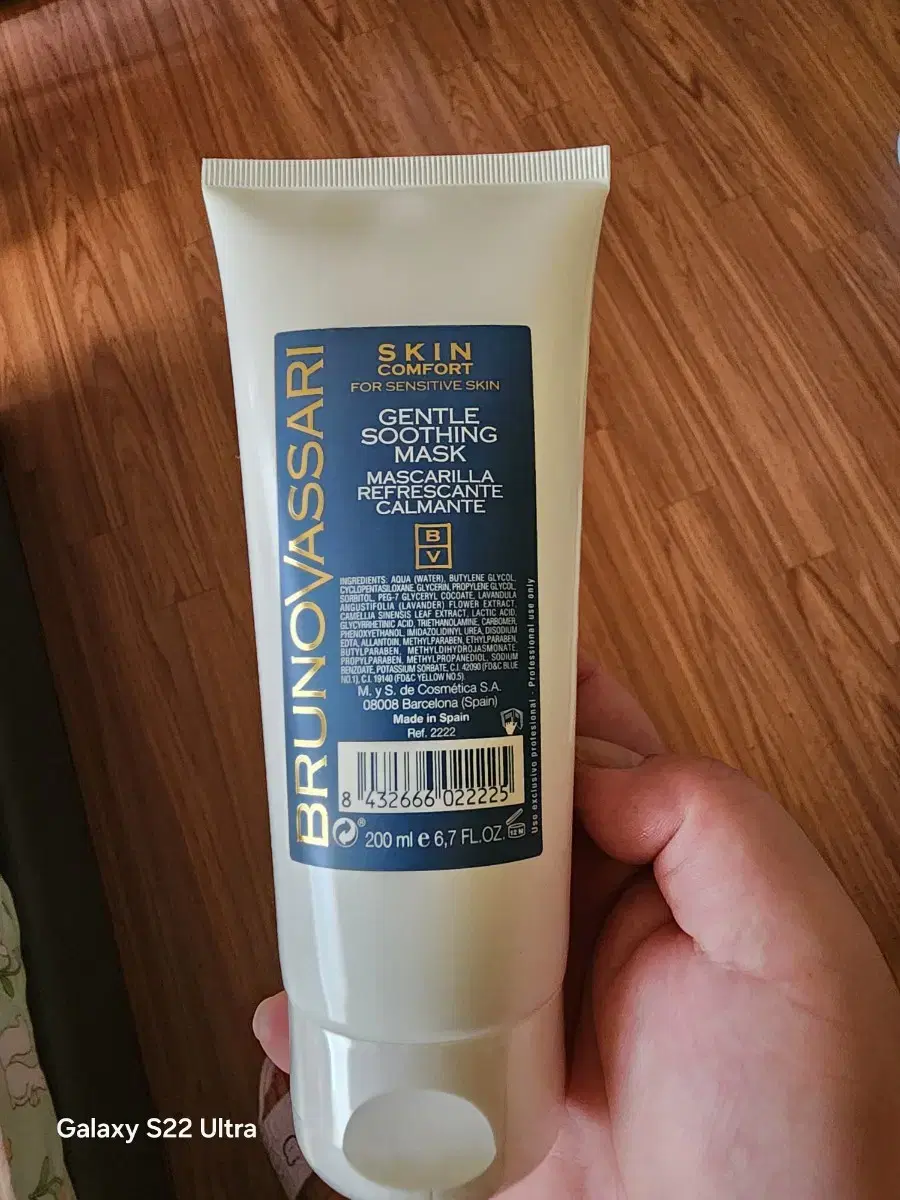 BRUNOVASSARI
SKIN
COMFORT
FOR SENSITIVE SKIN
GENTLE
SOOTHING
MASK
MASCARILLA
REFRESCANTE
CALMANTE
B
V
INGREDIENTS: AQUA (WATER), BUTYLENE GLYCOL,
CYCLOPENTASILOXANE, GLYCERIN, PROPYLENE GLYCOL,
SORBITOL, PEG-7 GLYCERYL COCOATE, LAVANDULA
ANGUSTIFOLIA (LAVANDER) FLOWER EXTRACT,
CAMELLIA SINENSIS LEAF EXTRACT, LACTIC ACID,
GLYCYRRHETINIC ACID, TRIETHANOLAMINE, CARBOMER,
PHENOXYETHANOL, IMIDAZOLIDINYL UREA, DISODIUM
EDTA, ALLANTOIN, METHYLPARABEN, ETHYLPARABEN,
BUTYLPARABEN, METHYLDIHYDROJASMONATE,
PROPYLPARABEN, METHYLPROPANEDIOL, SODIUM
BENZOATE, POTASSIUM SORBATE, C.I. 42090 (FD&C BLUE
NO.1), C.I. 19140 (FD&C YELLOW NO.5).
M. y S. de Cosmética S.A.
08008 Barcelona (Spain)
Made in Spain
Ref. 2222
8 432666 022225
200 ml e 6,7 FL.OZ.
12 M
Uso exclusivo profesional - Professional use only
Galaxy S22 Ultra